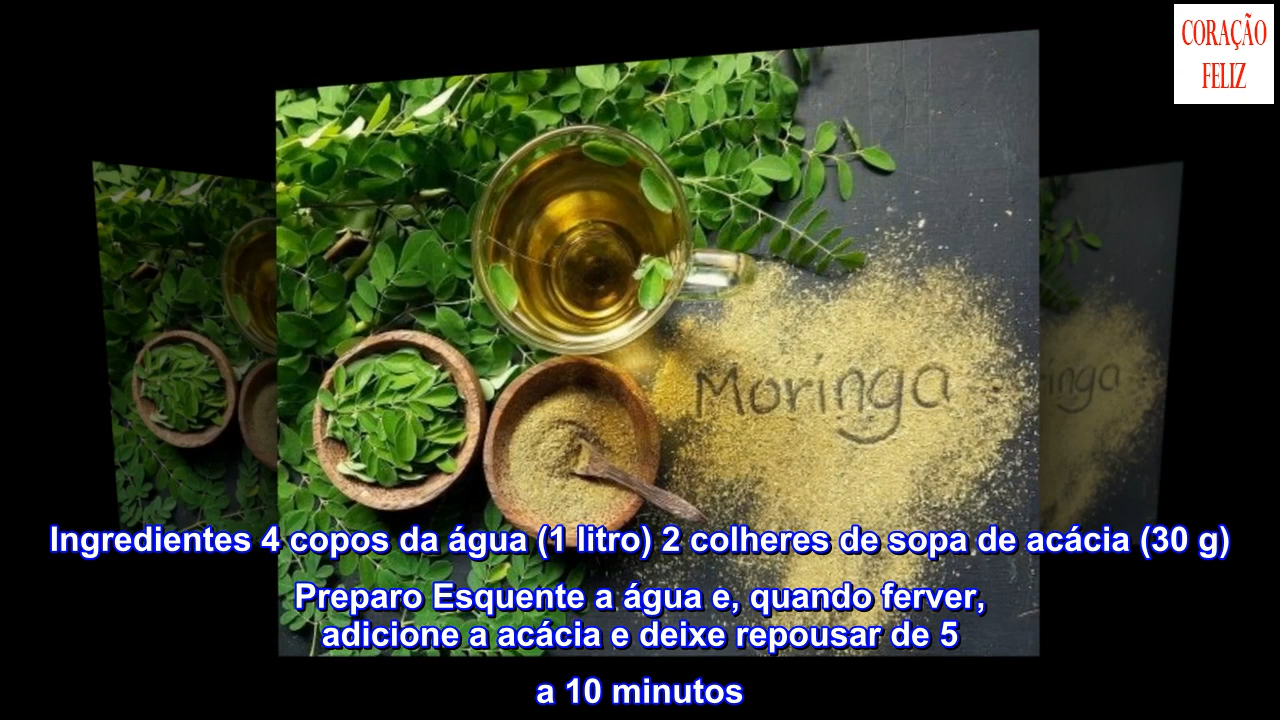 CORAÇÃO
FELIZ
Moringa
ringa
Ingredientes 4 copos da água (1 litro) 2 colheres de sopa de acácia (30 g)
Preparo Esquente a água e, quando ferver,
adicione a acácia e deixe repousar de 5
a 10 minutos